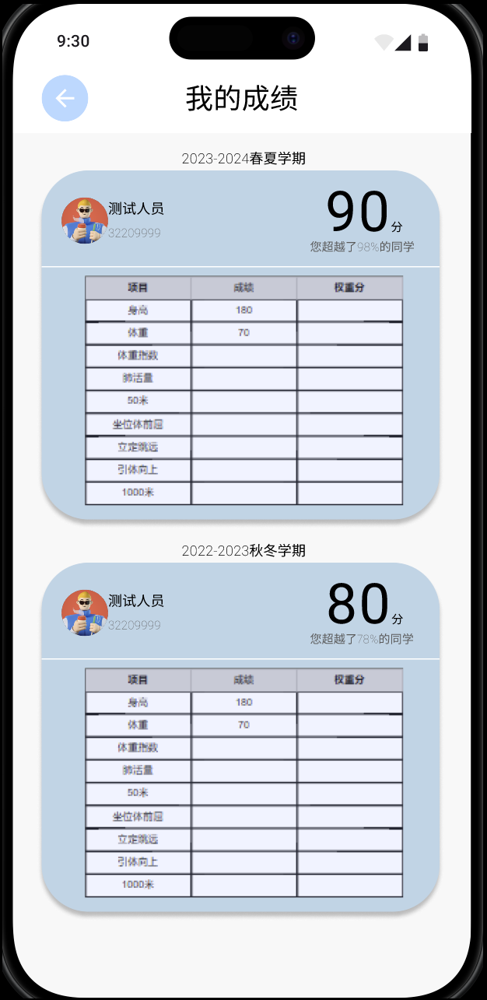 9:30
我的成绩
2023-2024春夏学期
测试人员
32209999
90分
您超越了98%的同学
项目 成绩 权重分
身高 180
体重 70
体重指数
肺活量
50米
坐位体前屈
立定跳远
引体向上
1000米
2022-2023秋冬学期
测试人员
32209999
80分
您超越了78%的同学
项目 成绩 权重分
身高 180
体重 70
体重指数
肺活量
50米
坐位体前屈
立定跳远
引体向上
1000米